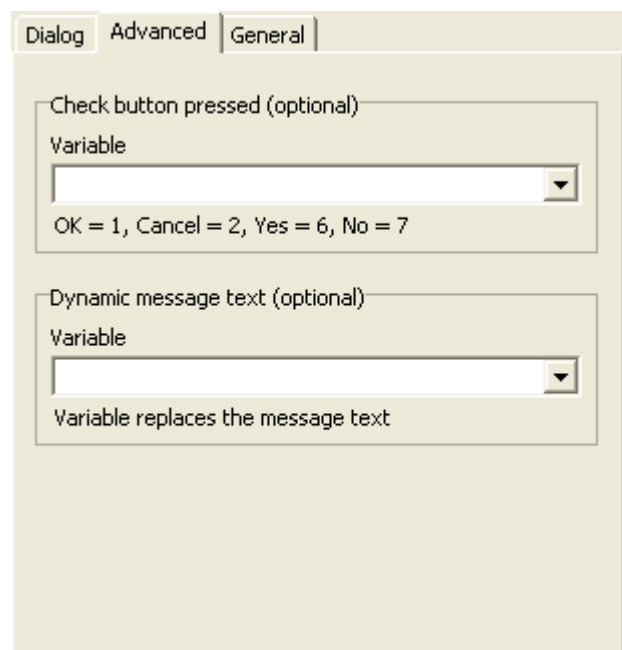 Dialog Advanced General
Check button pressed (optional)
Variable
OK = 1, Cancel = 2, Yes = 6, No = 7
Dynamic message text (optional)
Variable
Variable replaces the message text